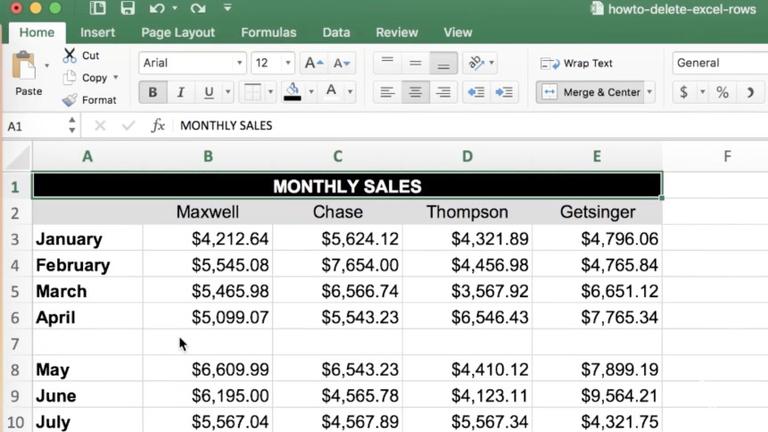 howto-delete-excel-rows
Home Insert Page Layout Formulas Data Review View
Paste
Cut
Copy
Format
Arial 12 A A
B I U A
Wrap Text
Merge & Center
General
$ %
A1 fx MONTHLY SALES
A B C D E F
1 MONTHLY SALES
2 Maxwell Chase Thompson Getsinger
3 January $4,212.64 $5,624.12 $4,321.89 $4,796.06
4 February $5,545.08 $7,654.00 $4,456.98 $4,765.84
5 March $5,465.98 $6,566.74 $3,567.92 $6,651.12
6 April $5,099.07 $5,543.23 $6,546.43 $7,765.34
7
8 May $6,609.99 $6,543.23 $4,410.12 $7,899.19
9 June $6,195.00 $4,565.78 $4,123.11 $9,564.21
10 July $5,567.04 $4,567.89 $5,567.34 $4,321.75